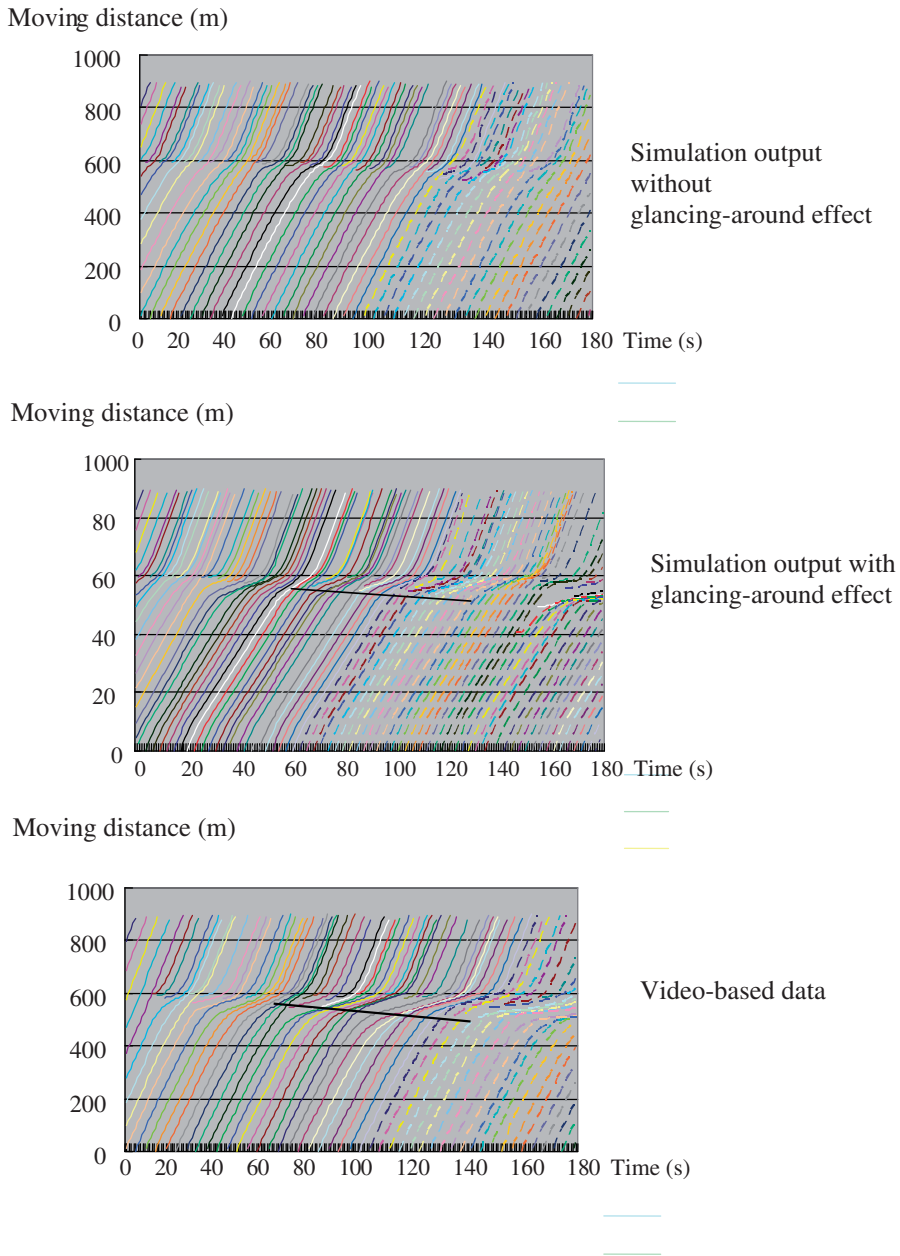 Moving distance (m)
1000
800
600
400
200
0
0 20 40 60 80 100 120 140 160 180 Time (s)
Simulation output
without
glancing-around effect
Moving distance (m)
1000
80
60
40
20
0
0 20 40 60 80 100 120 140 160 180 Time (s)
Simulation output with
glancing-around effect
Moving distance (m)
1000
800
600
400
200
0
0 20 40 60 80 100 140 160 180 Time (s)
Video-based data